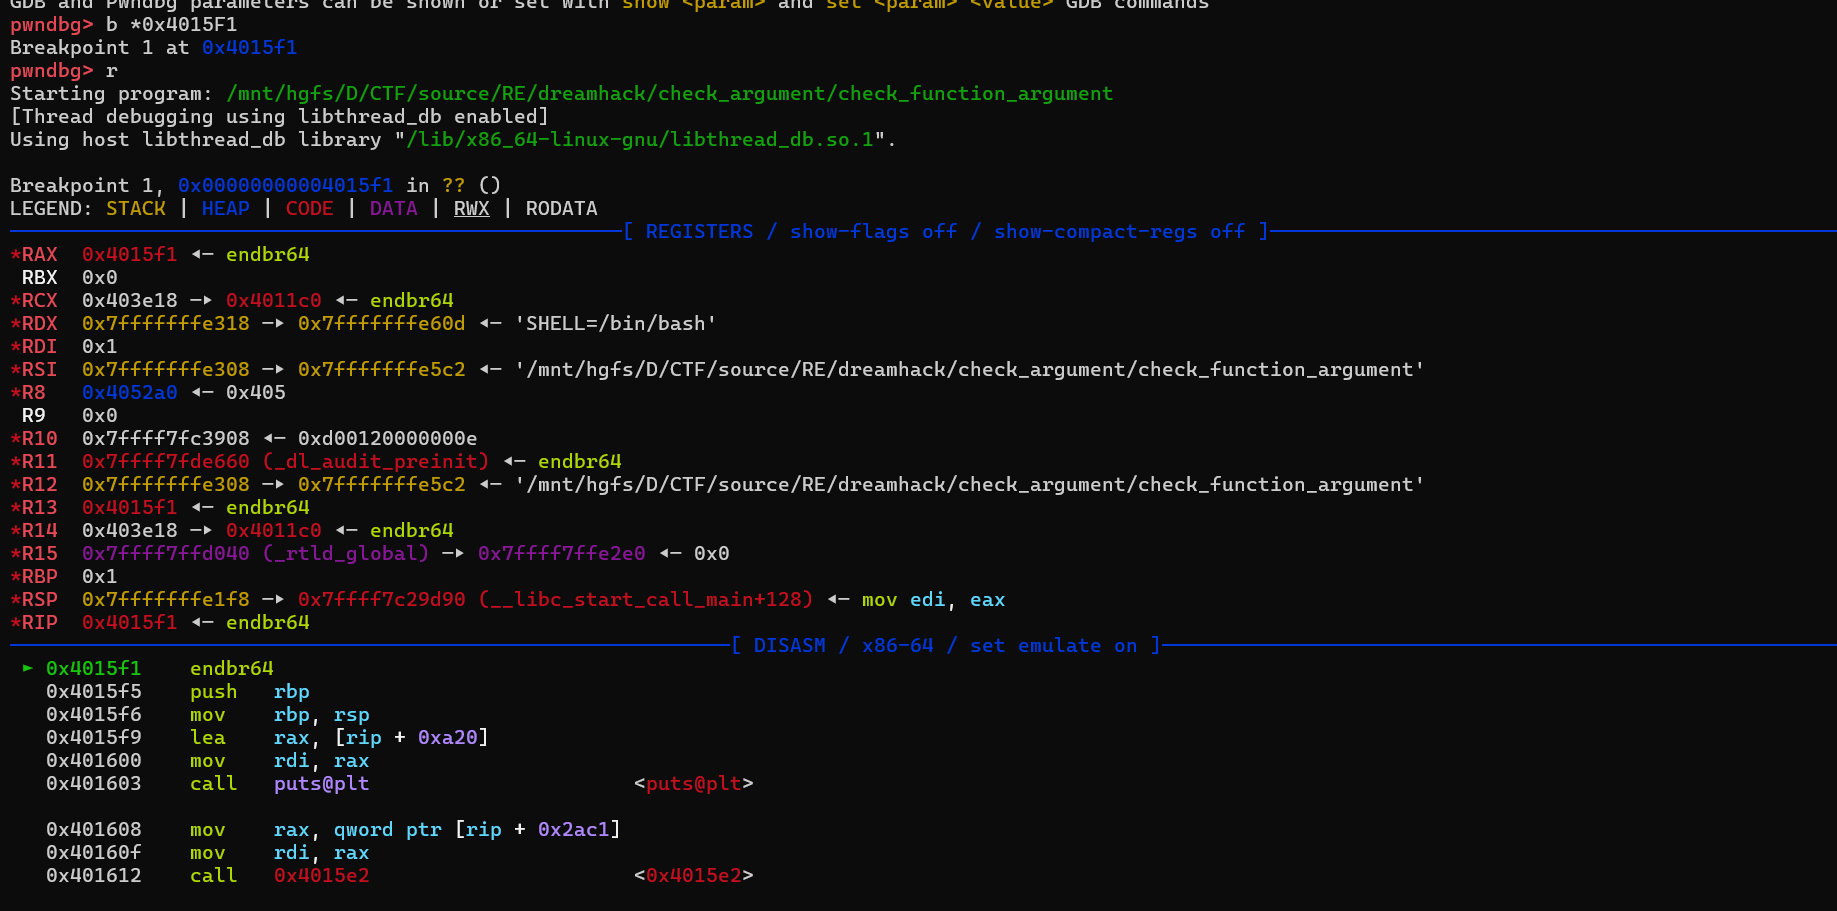 GDB and Pwndbg parameters can be shown or set with show <param> and set <param> <value> GDB commands
pwndbg> b *0x4015F1
Breakpoint 1 at 0x4015f1
pwndbg> r
Starting program: /mnt/hgfs/D/CTF/source/RE/dreamhack/check_argument/check_function_argument
[Thread debugging using libthread_db enabled]
Using host libthread_db library "/lib/x86_64-linux-gnu/libthread_db.so.1".
Breakpoint 1, 0x00000000004015f1 in ?? ()
LEGEND: STACK | HEAP | CODE | DATA | RWX | RODATA
[ REGISTERS / show-flags off / show-compact-regs off ]
*RAX  0x4015f1 ◂— endbr64
 RBX  0x0
*RCX  0x403e18 —▸ 0x4011c0 ◂— endbr64
*RDX  0x7fffffffe318 —▸ 0x7fffffffe60d ◂— 'SHELL=/bin/bash'
*RDI  0x1
*RSI  0x7fffffffe308 —▸ 0x7fffffffe5c2 ◂— '/mnt/hgfs/D/CTF/source/RE/dreamhack/check_argument/check_function_argument'
*R8   0x4052a0 ◂— 0x405
 R9   0x0
*R10  0x7ffff7fc3908 ◂— 0xd00120000000e
*R11  0x7ffff7fde660 (_dl_audit_preinit) ◂— endbr64
*R12  0x7fffffffe308 —▸ 0x7fffffffe5c2 ◂— '/mnt/hgfs/D/CTF/source/RE/dreamhack/check_argument/check_function_argument'
*R13  0x4015f1 ◂— endbr64
*R14  0x403e18 —▸ 0x4011c0 ◂— endbr64
*R15  0x7ffff7ffd040 (_rtld_global) —▸ 0x7ffff7ffe2e0 ◂— 0x0
*RBP  0x1
*RSP  0x7fffffffe1f8 —▸ 0x7ffff7c29d90 (__libc_start_call_main+128) ◂— mov edi, eax
*RIP  0x4015f1 ◂— endbr64
[ DISASM / x86-64 / set emulate on ]
 ► 0x4015f1    endbr64
   0x4015f5    push   rbp
   0x4015f6    mov    rbp, rsp
   0x4015f9    lea    rax, [rip + 0xa20]
   0x401600    mov    rdi, rax
   0x401603    call   puts@plt                      <puts@plt>
   0x401608    mov    rax, qword ptr [rip + 0x2ac1]
   0x40160f    mov    rdi, rax
   0x401612    call   0x4015e2                      <0x4015e2>